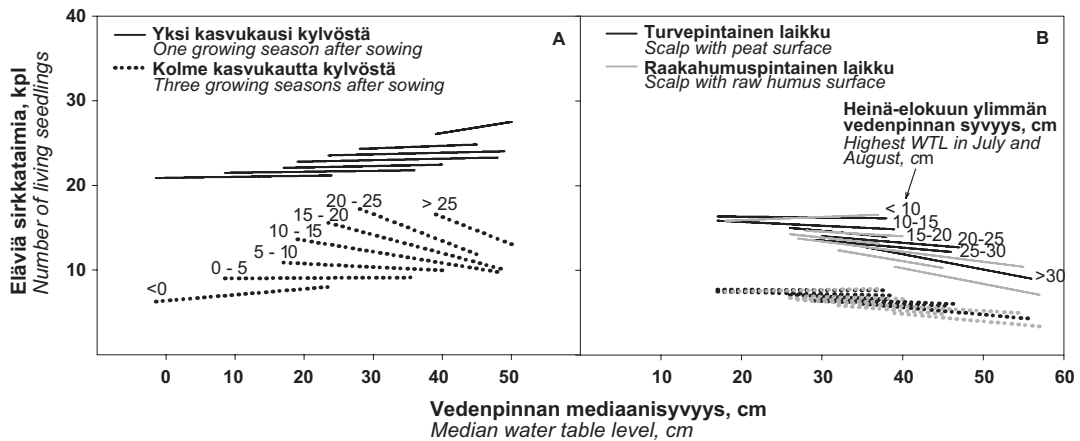 40
30
20
10
Eläviä sirkkataimia, kpl
Number of living seedlings
Yksi kasvukausi kylvöstä
One growing season after sowing
Kolme kasvukautta kylvöstä
Three growing seasons after sowing
A
20 - 25
> 25
15 - 20
10 - 15
5 - 10
0 - 5
<0
0 10 20 30 40 50
Turvepintainen laikku
Scalp with peat surface
Raakahumuspintainen laikku
Scalp with raw humus surface
B
Heinä-elokuun ylimmän
vedenpinnan syvyys, cm
Highest WTL in July and
August, cm
< 10
10-15
15-20 20-25
25-30
>30
10 20 30 40 50 60
Vedenpinnan mediaanisyvyys, cm
Median water table level, cm